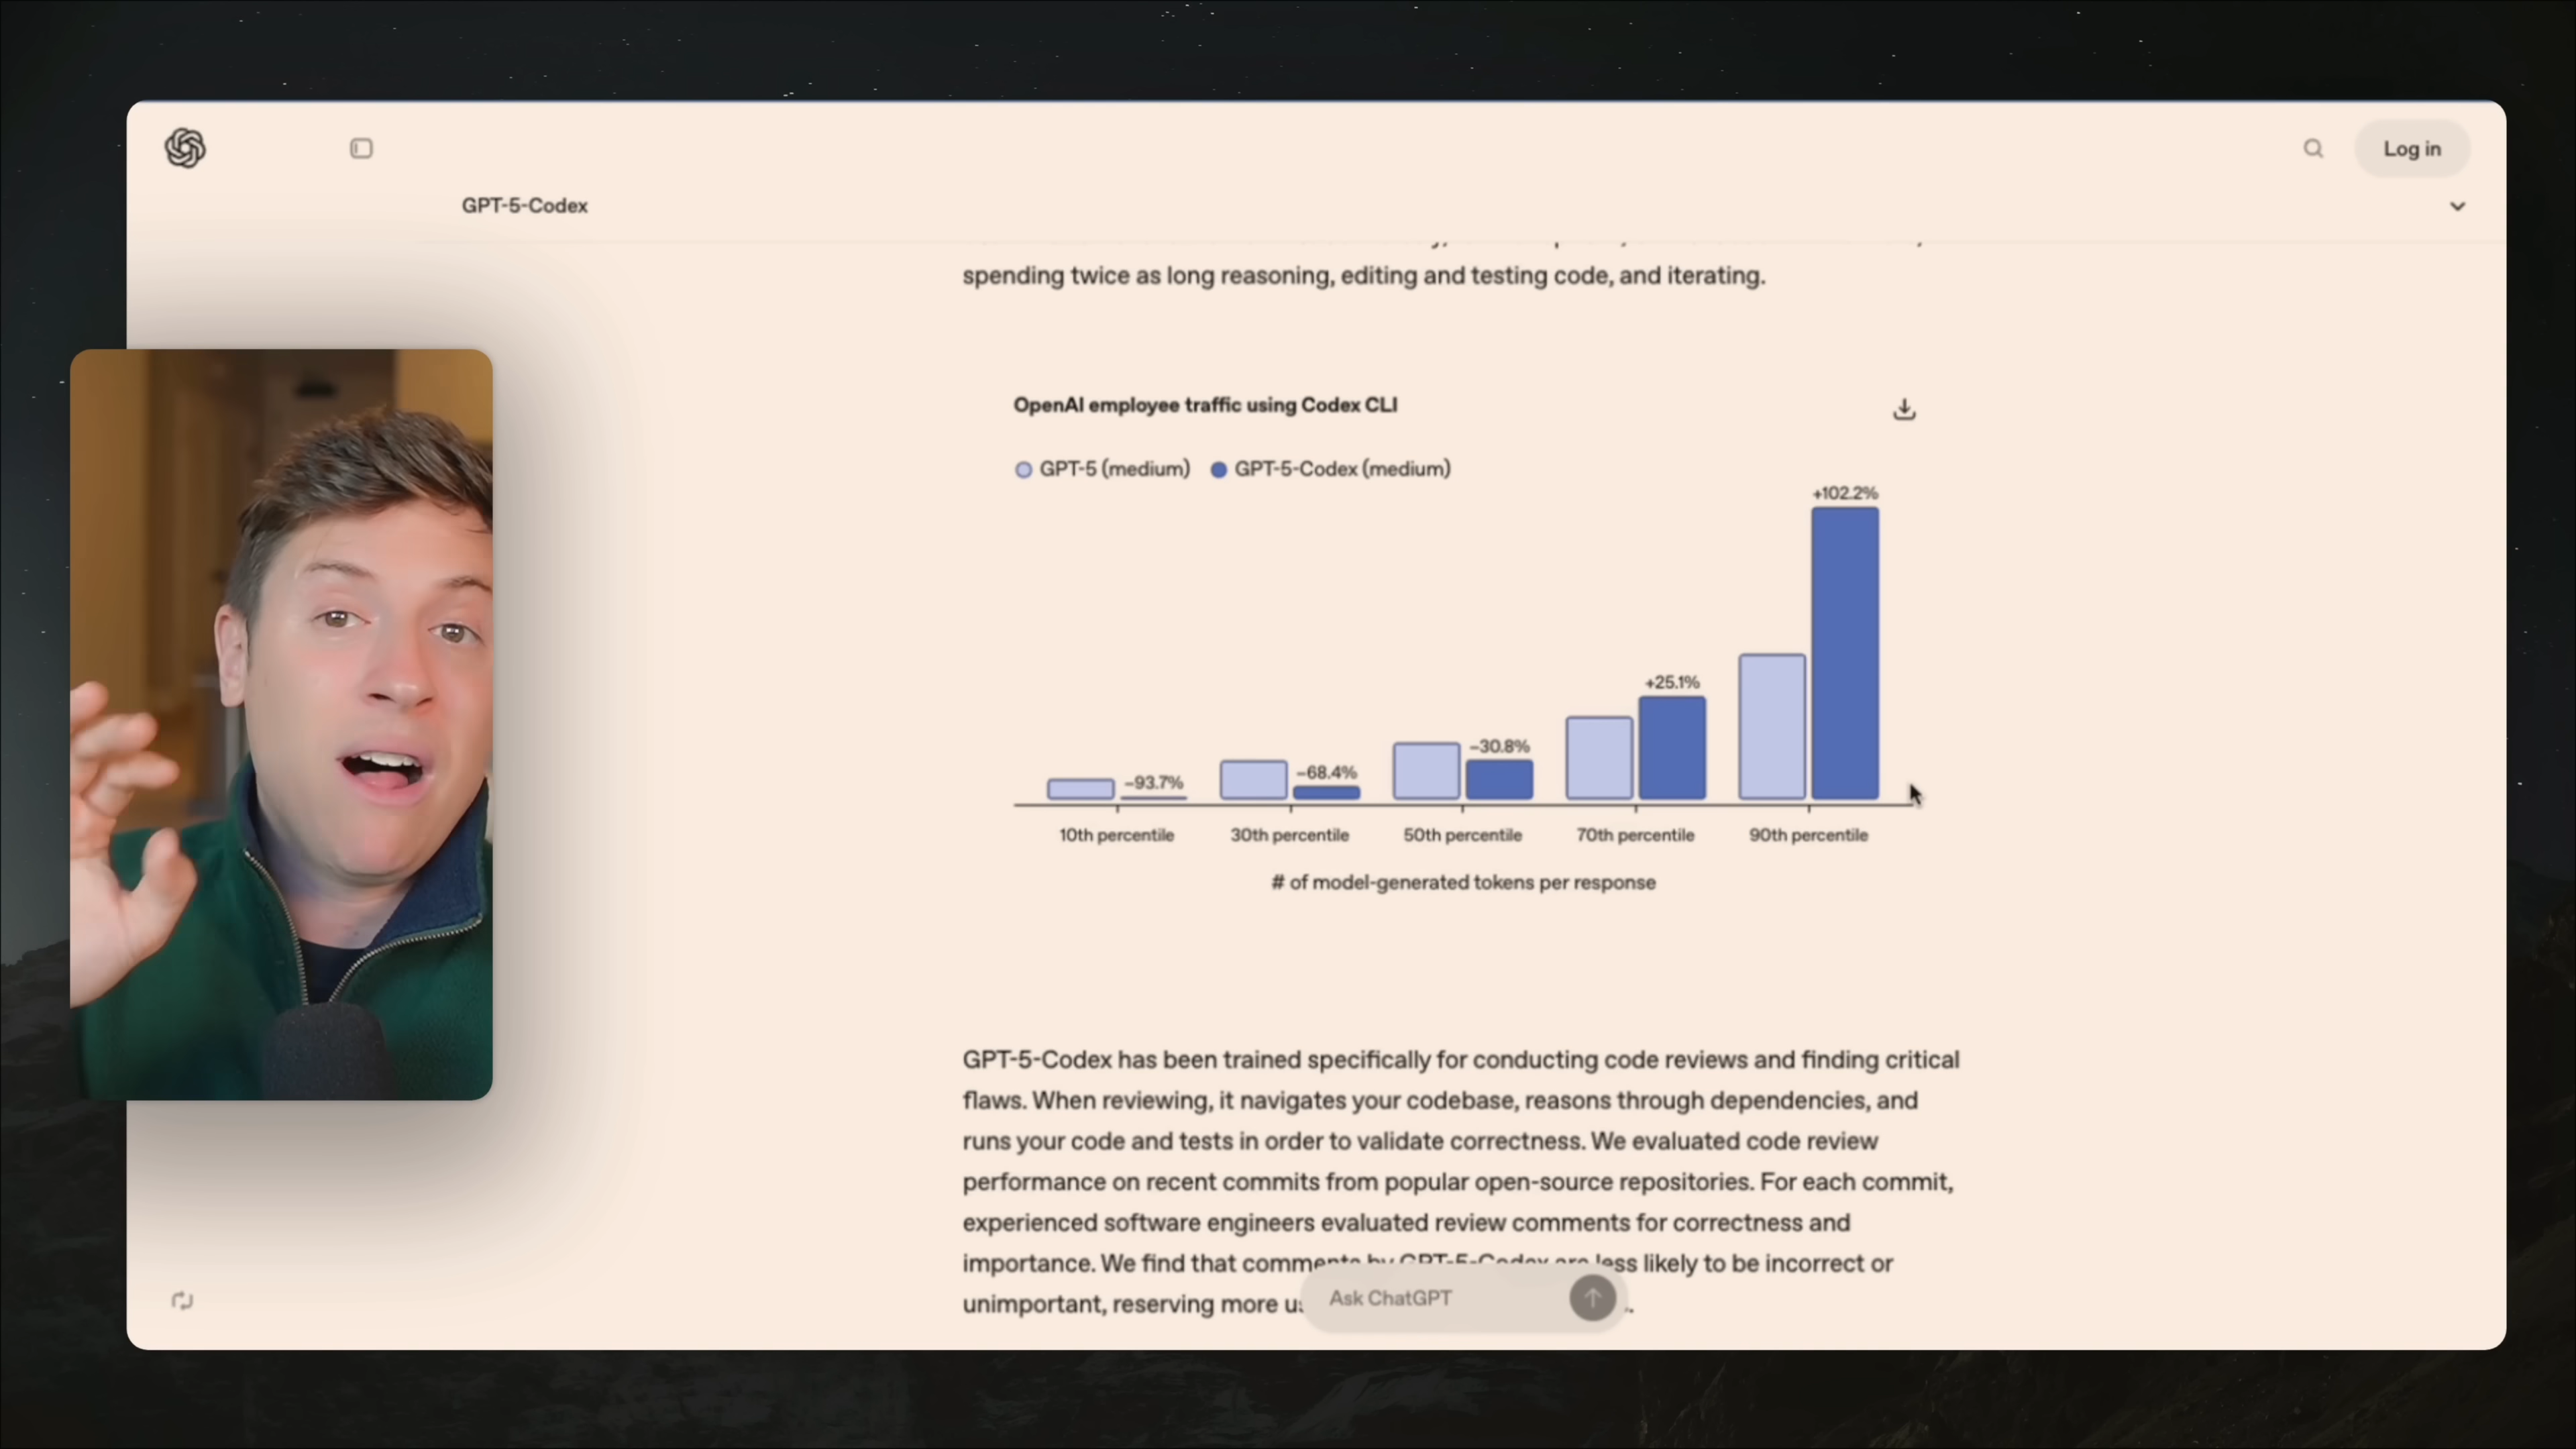 Log in
GPT-5-Codex
spending twice as long reasoning, editing and testing code, and iterating.
OpenAI employee traffic using Codex CLI
GPT-5 (medium) GPT-5-Codex (medium)
+102.2%
+25.1%
−30.8%
−68.4%
−93.7%
10th percentile 30th percentile 50th percentile 70th percentile 90th percentile
# of model-generated tokens per response
GPT-5-Codex has been trained specifically for conducting code reviews and finding critical
flaws. When reviewing, it navigates your codebase, reasons through dependencies, and
runs your code and tests in order to validate correctness. We evaluated code review
performance on recent commits from popular open-source repositories. For each commit,
experienced software engineers evaluated review comments for correctness and
importance. We find that comments by GPT-5-Codex are less likely to be incorrect or
unimportant, reserving more
Ask ChatGPT